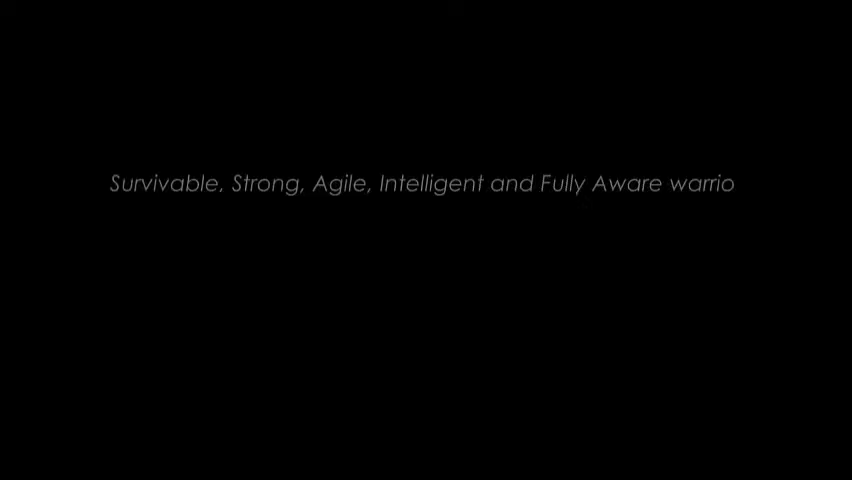 Survivable, Strong, Agile, Intelligent and Fully Aware warrio